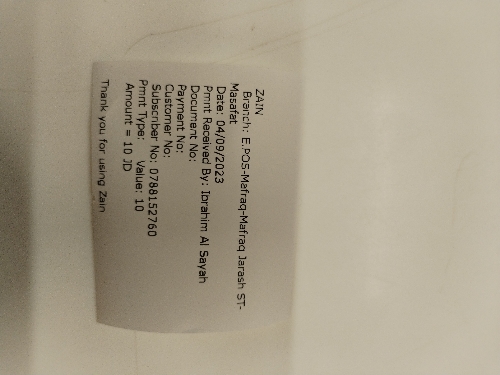 ZAIN
Branch: E.POS-Mafraq-Mafraq Jarash ST-
Masafat
Date: 04/09/2023
Pmnt Received By: Ibrahim Al Sayah
Document No:
Payment No:
Customer No:
Subscriber No: 0788152760
Pmnt Type: Value: 10
Amount = 10 JD
Thank you for using Zain